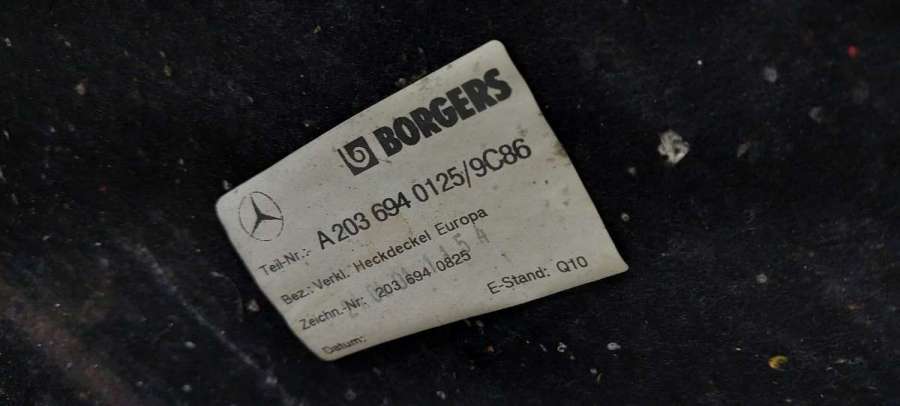 BORGERS
Teil-Nr.: A 203 694 0125/9C86
Bez.: Verkl. Heckdeckel Europa
Zeichn.-Nr: 203 694 0825
E-Stand: Q10
Datum: